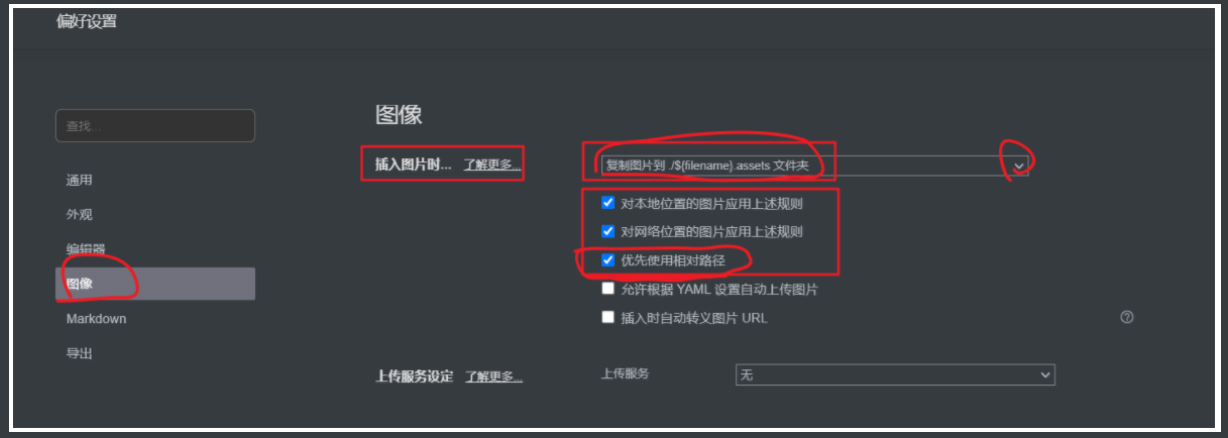 偏好设置
查找...
通用
外观
编辑器
图像
Markdown
导出
图像
插入图片时... 了解更多...
复制图片到 ./${filename}.assets 文件夹
对本地位置的图片应用上述规则
对网络位置的图片应用上述规则
优先使用相对路径
允许根据 YAML 设置自动上传图片
插入时自动转义图片 URL
上传服务设定 了解更多...
上传服务
无